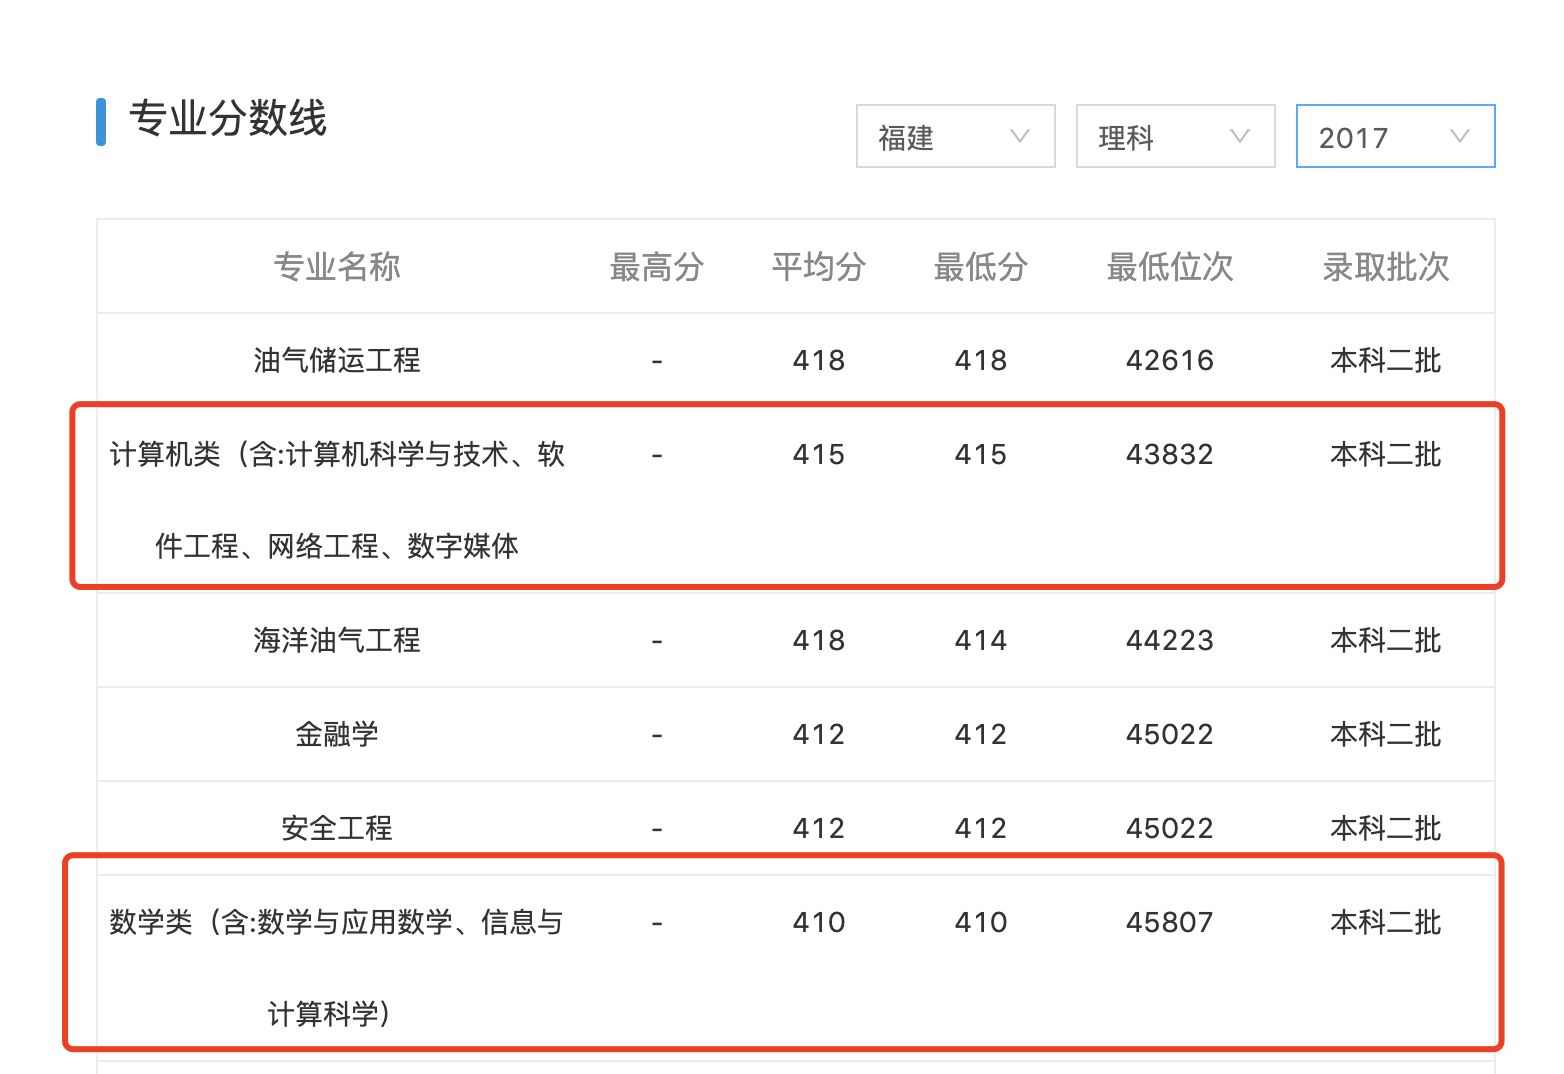 专业分数线
福建 理科 2017
专业名称 最高分 平均分 最低分 最低位次 录取批次
油气储运工程 - 418 418 42616 本科二批
计算机类（含:计算机科学与技术、软 - 415 415 43832 本科二批
件工程、网络工程、数字媒体
海洋油气工程 - 418 414 44223 本科二批
金融学 - 412 412 45022 本科二批
安全工程 - 412 412 45022 本科二批
数学类（含:数学与应用数学、信息与 - 410 410 45807 本科二批
计算科学）